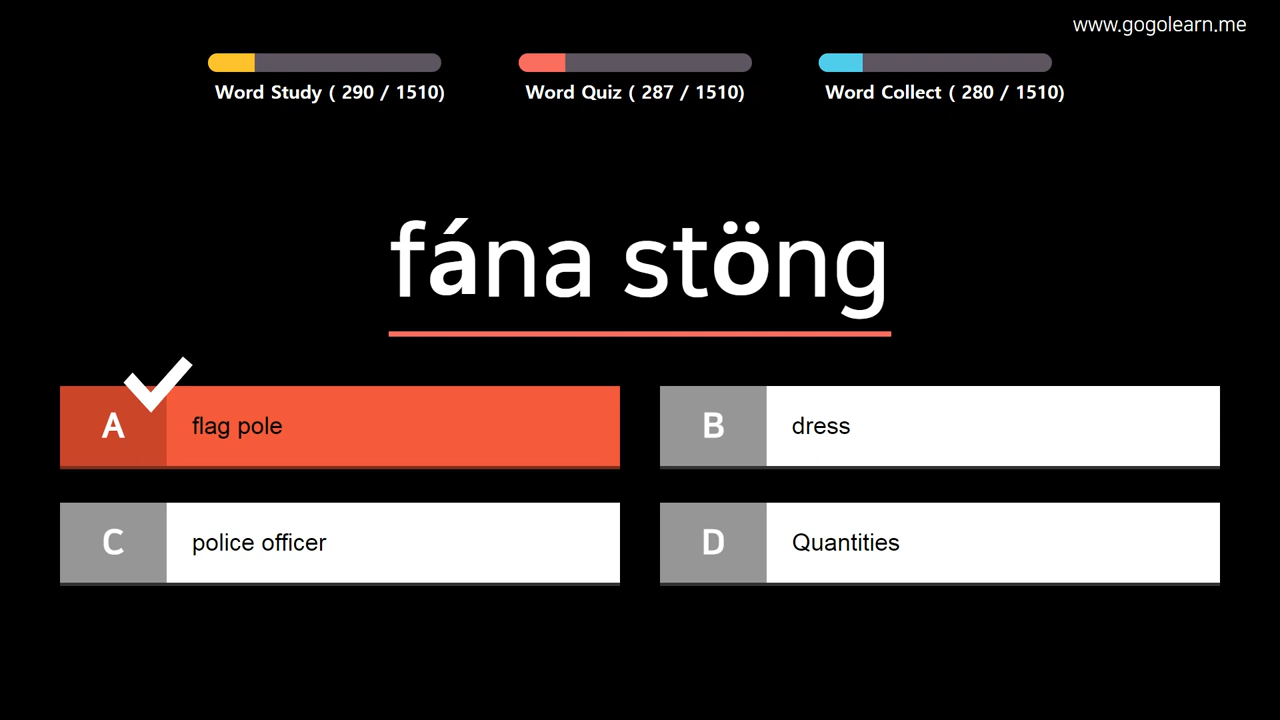 www.gogolearn.me
Word Study ( 290 / 1510)
Word Quiz ( 287 / 1510)
Word Collect ( 280 / 1510)
fána stöng
A flag pole
B dress
C police officer
D Quantities